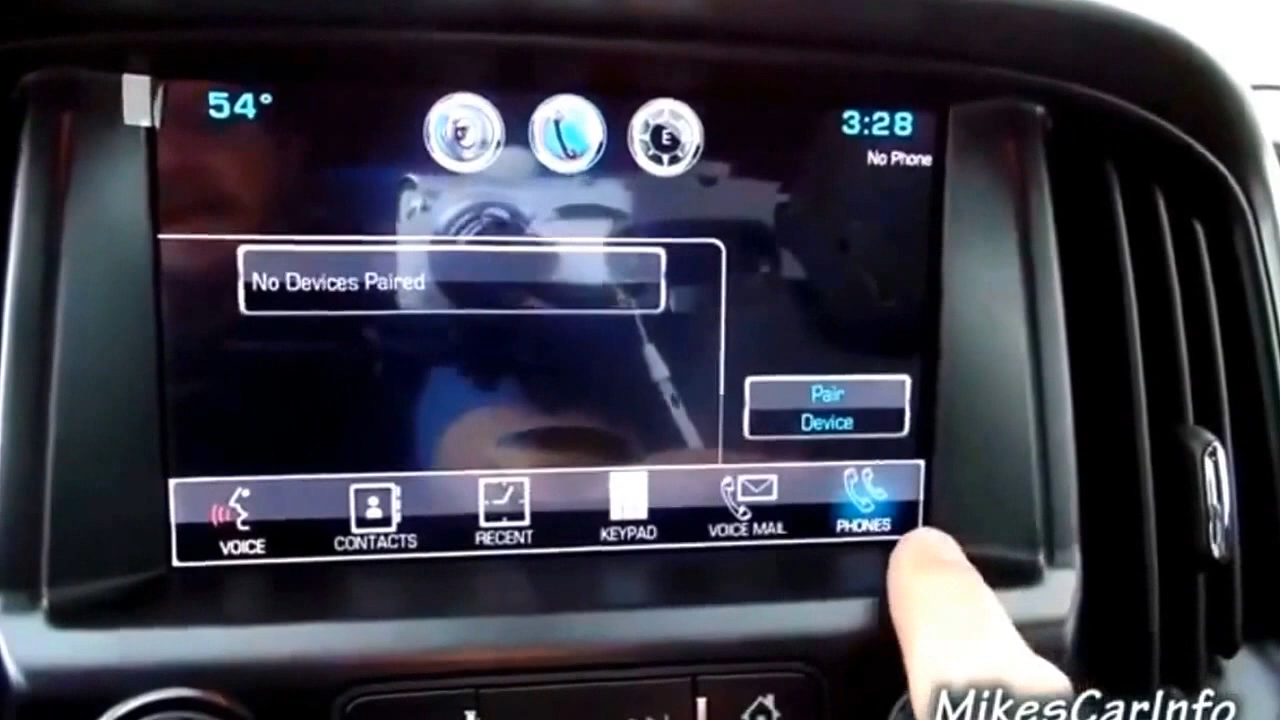 54°
E
3:28
No Phone
No Devices Paired
Pair
Device
VOICE
CONTACTS
RECENT
KEYPAD
VOICE MAIL
PHONES
MikesCarInfo